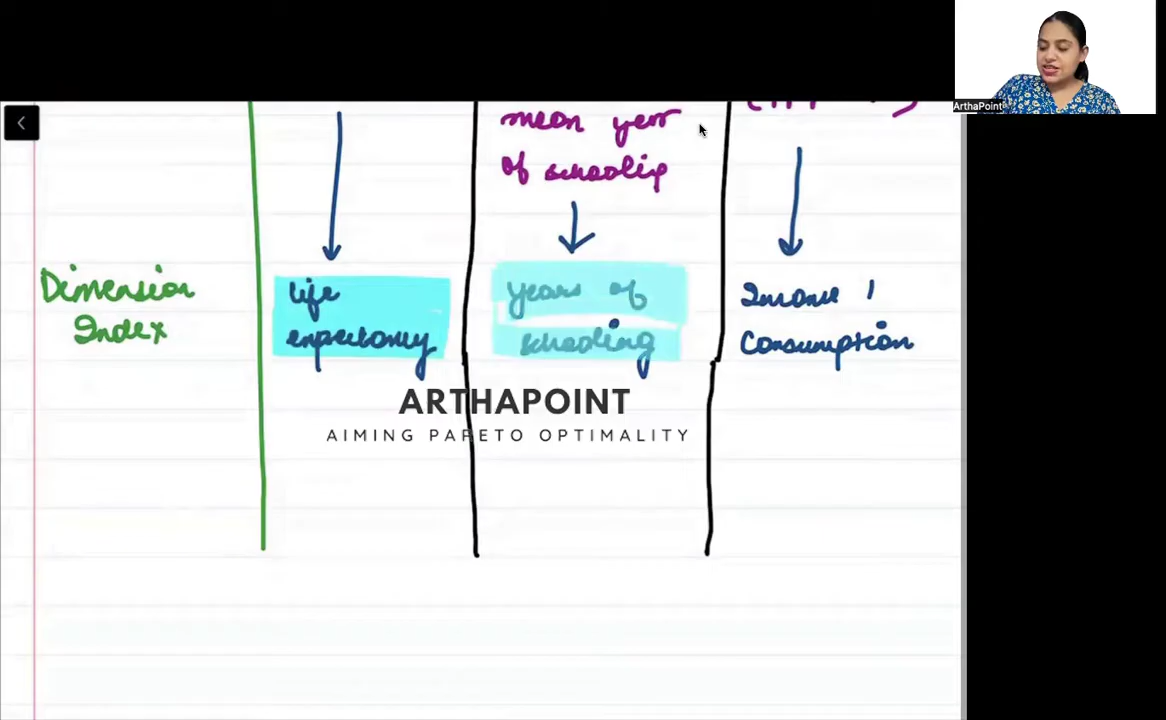 ArthaPoint
mean year
of schooling
Dimension
Index
life
expectancy
years of
schooling
Income /
Consumption
ARTHAPOINT
AIMING PARETO OPTIMALITY